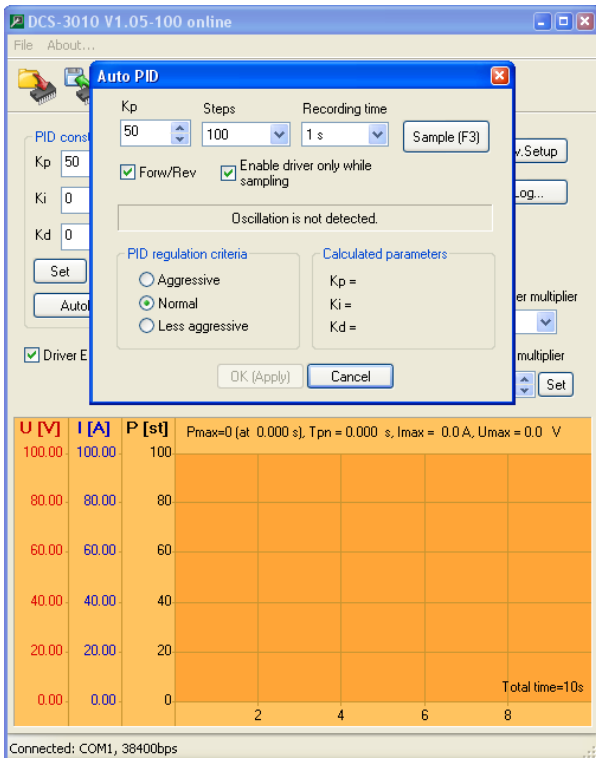 DCS-3010 V1.05-100 online
File About...
Auto PID
Kp Steps Recording time
50 100 1 s Sample (F3)
Forw/Rev Enable driver only while sampling
Oscillation is not detected.
PID regulation criteria Calculated parameters
Aggressive Kp =
Normal Ki =
Less aggressive Kd =
OK (Apply) Cancel
PID const
Kp 50
Ki 0
Kd 0
Set
Driver E
v.Setup
Log...
er multiplier
multiplier
Set
U [V] I [A] P [st] Pmax=0 (at 0.000 s), Tpn = 0.000 s, Imax = 0.0 A, Umax = 0.0 V
100.00 100.00 100
80.00 80.00 80
60.00 60.00 60
40.00 40.00 40
20.00 20.00 20
Total time=10s
0.00 0.00 0
2 4 6 8
Connected: COM1, 38400bps